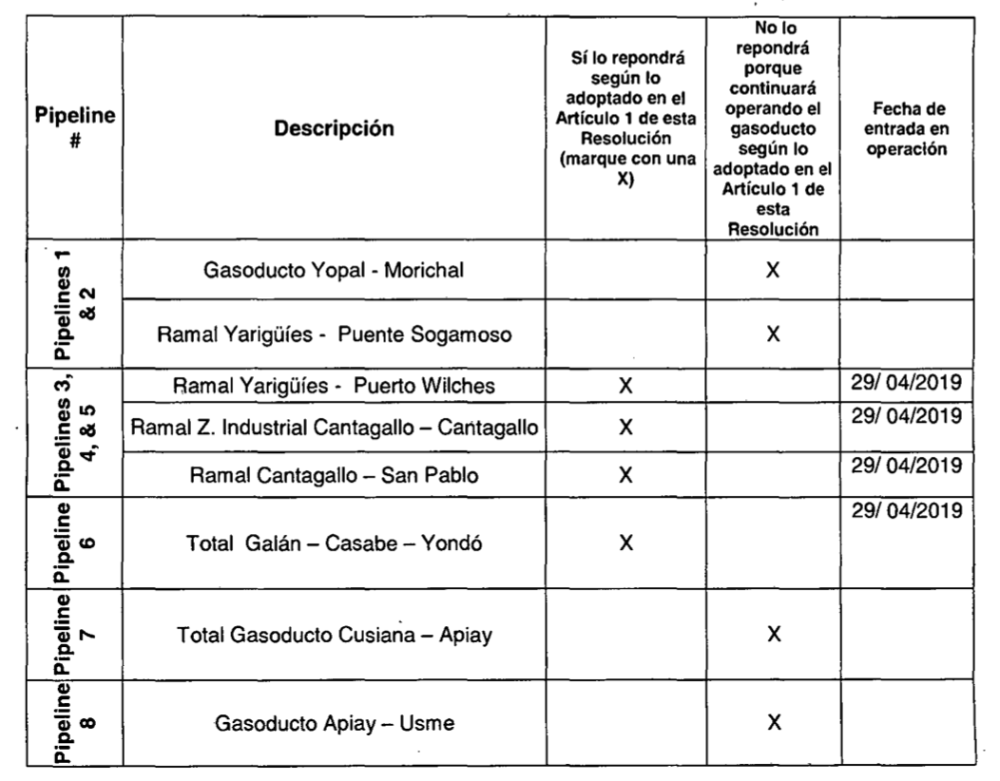 Pipeline
#
Descripción
Sí lo repondrá
según lo
adoptado en el
Artículo 1 de esta
Resolución
(marque con una
X)
No lo
repondrá
porque
continuará
operando el
gasoducto
según lo
adoptado en el
Artículo 1 de
esta
Resolución
Fecha de
entrada en
operación
Pipelines 1
& 2
Gasoducto Yopal - Morichal
X
Ramal Yarigüíes - Puente Sogamoso
X
Pipelines 3,
4, & 5
Ramal Yarigüíes - Puerto Wilches
X
29/ 04/2019
Ramal Z. Industrial Cantagallo – Cantagallo
X
29/ 04/2019
Ramal Cantagallo – San Pablo
X
29/ 04/2019
Pipeline
6
Total Galán – Casabe – Yondó
X
29/ 04/2019
Pipeline
7
Total Gasoducto Cusiana – Apiay
X
Pipeline
8
Gasoducto Apiay – Usme
X